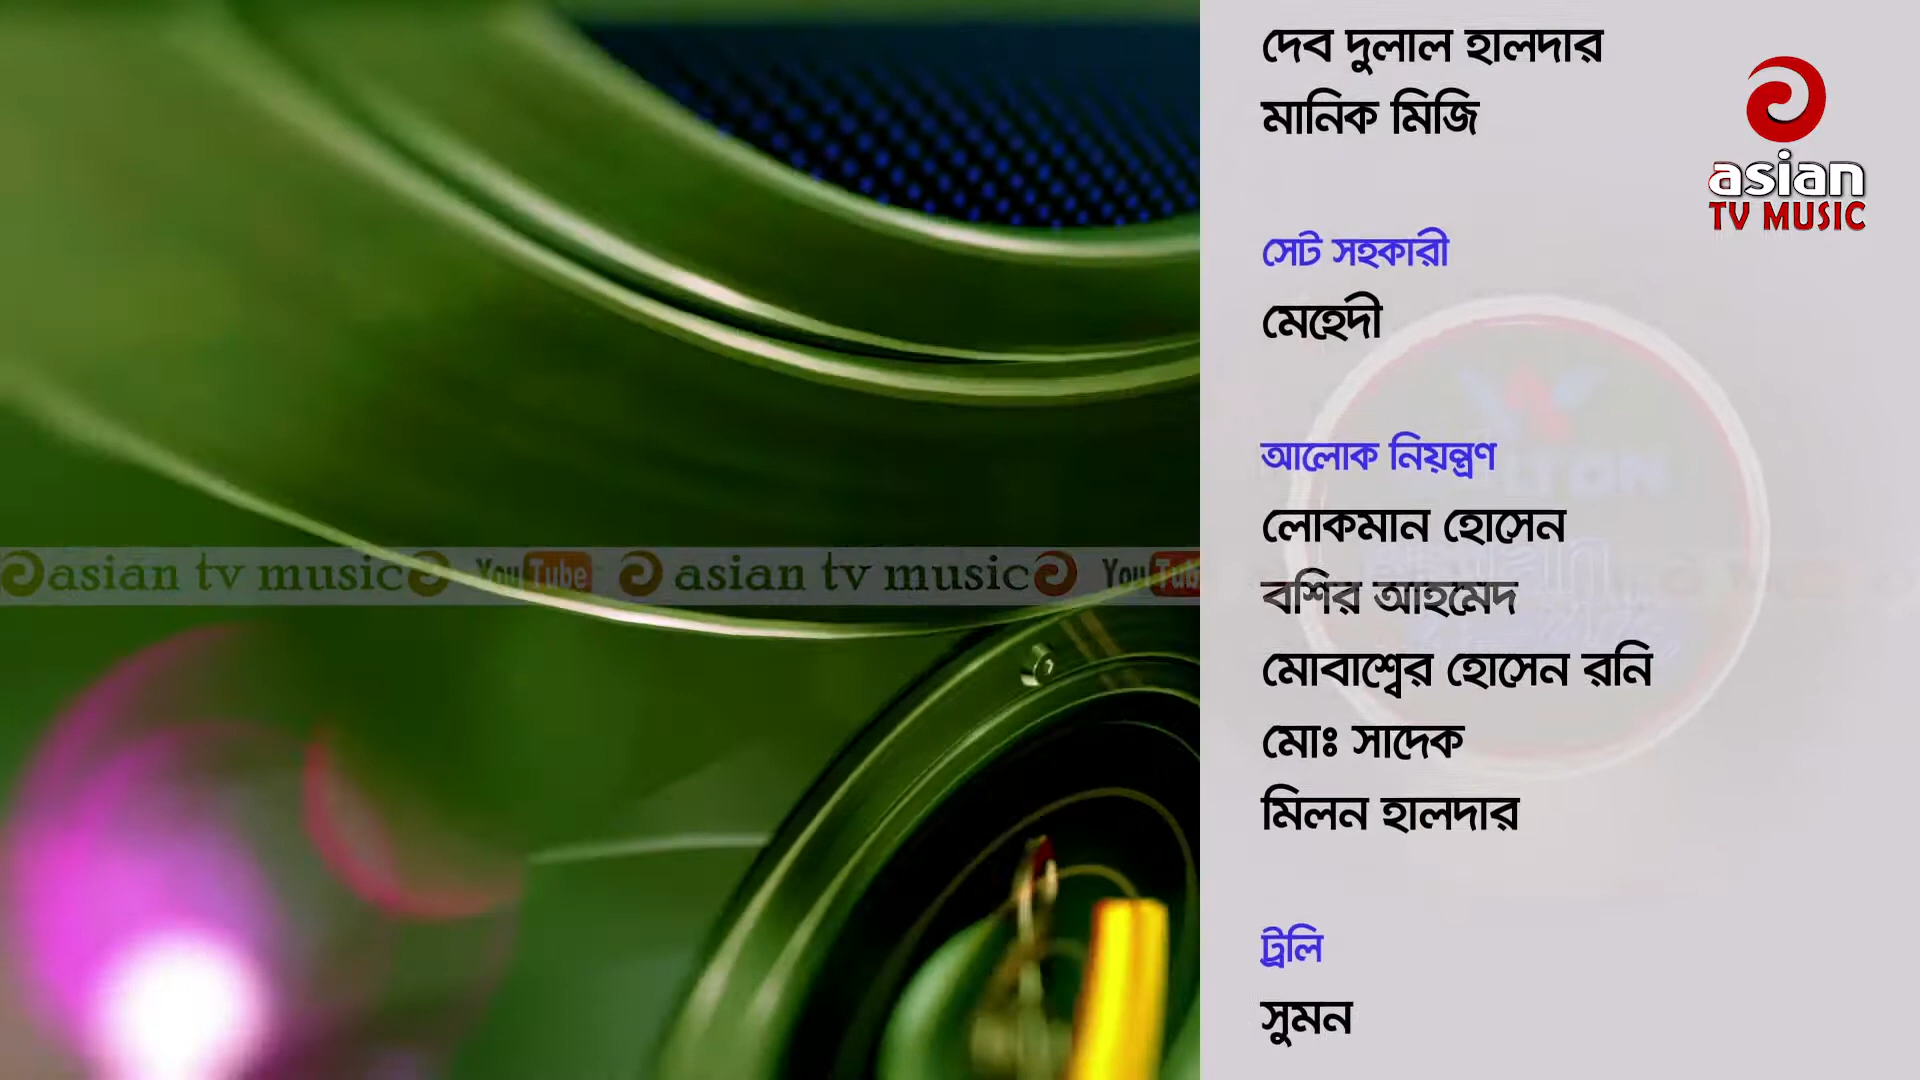 দেব দুলাল হালদার
মানিক মিজি
asian
TV MUSIC
সেট সহকারী
মেহেদী
আলোক নিয়ন্ত্রণ
লোকমান হোসেন
asian tv music YouTube asian tv music YouTub
বশির আহমেদ
মোবাশ্বের হোসেন রনি
মোঃ সাদেক
মিলন হালদার
ট্রলি
সুমন